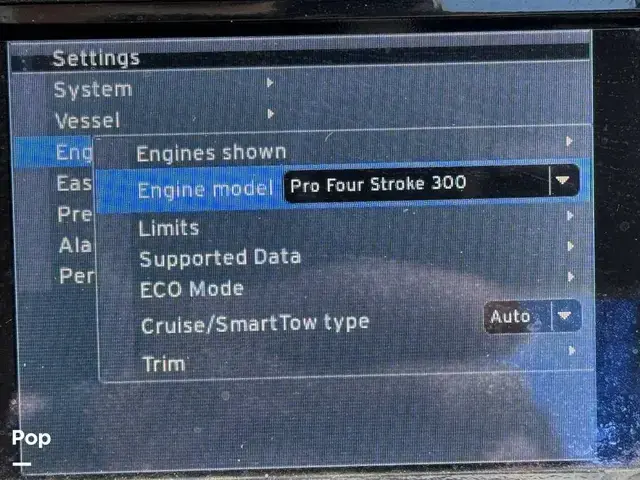 Settings
System
Vessel
Eng
Engines shown
Eas
Engine model Pro Four Stroke 300
Pre
Limits
Ala
Supported Data
Per
ECO Mode
Cruise/SmartTow type Auto
Trim
Pop